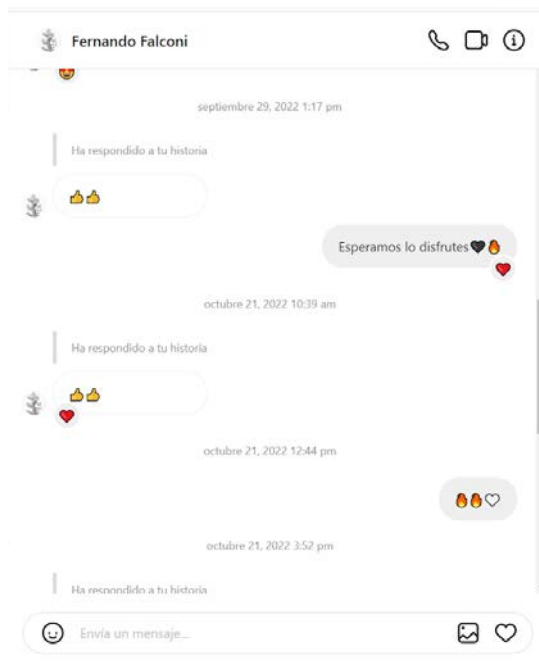 Fernando Falconi
septiembre 29, 2022 1:17 pm
Ha respondido a tu historia
👍👍
Esperamos lo disfrutes🖤🔥
octubre 21, 2022 10:39 am
Ha respondido a tu historia
👍👍
octubre 21, 2022 12:44 pm
🔥🔥🤍
octubre 21, 2022 3:52 pm
Ha respondido a tu historia
Envía un mensaje...